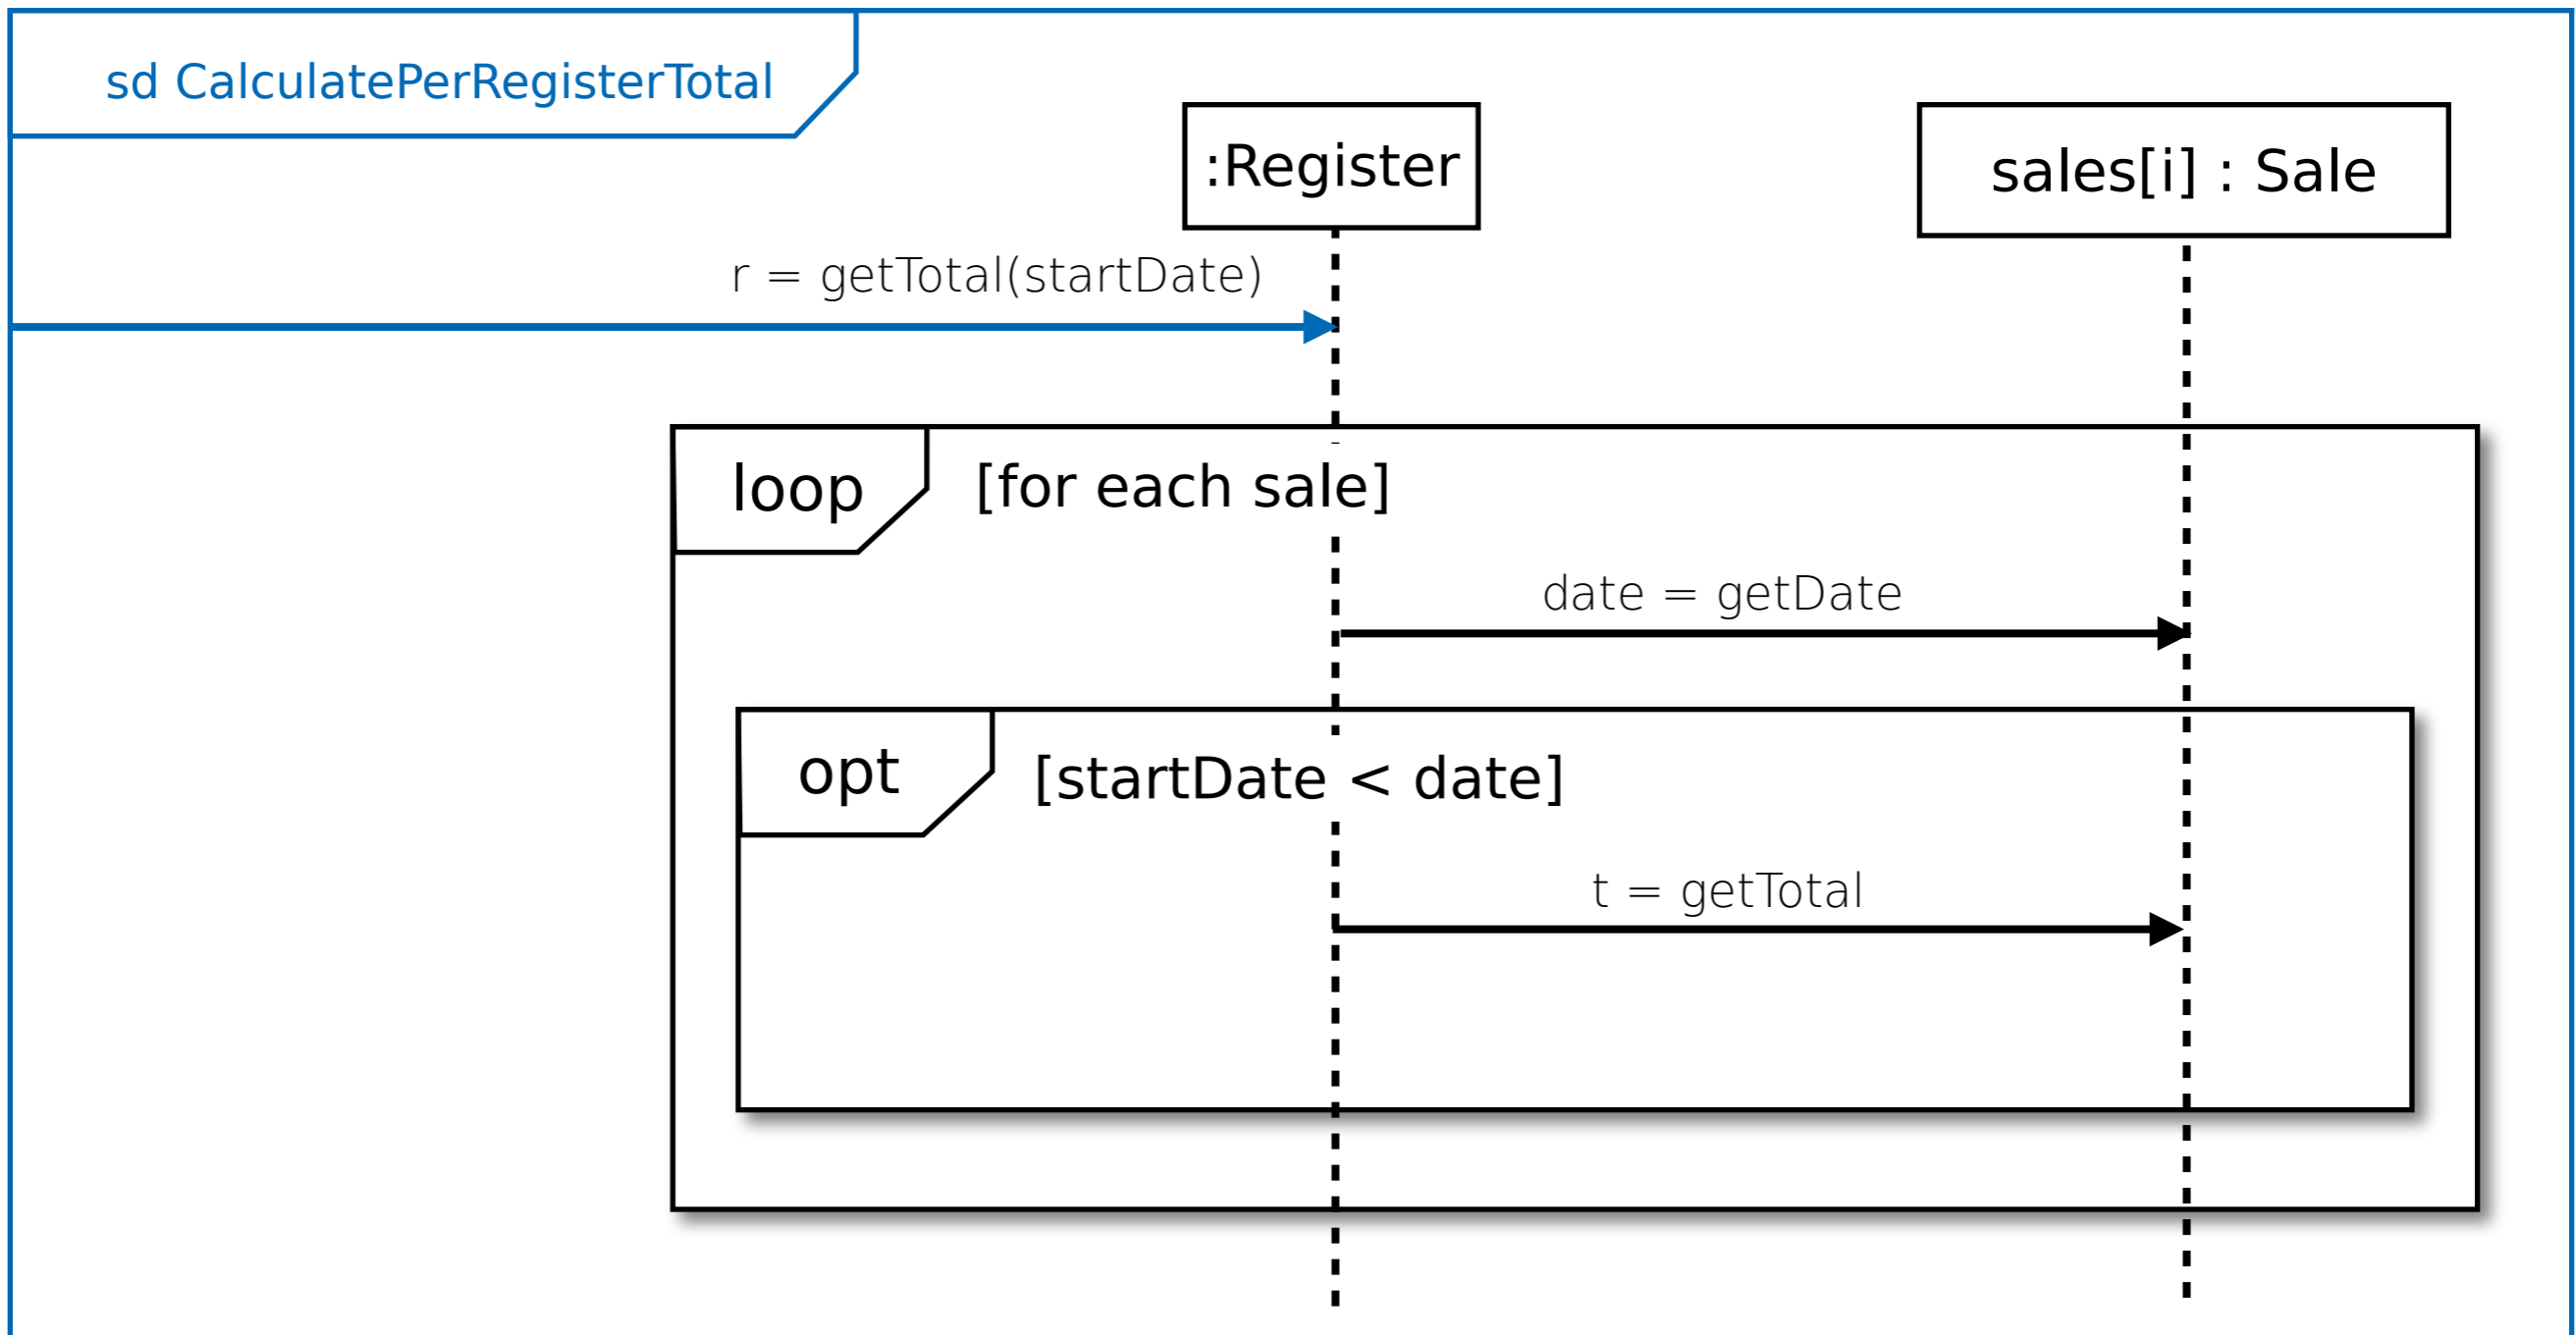 sd CalculatePerRegisterTotal
:Register
sales[i] : Sale
r = getTotal(startDate)
loop
[for each sale]
date = getDate
opt
[startDate < date]
t = getTotal